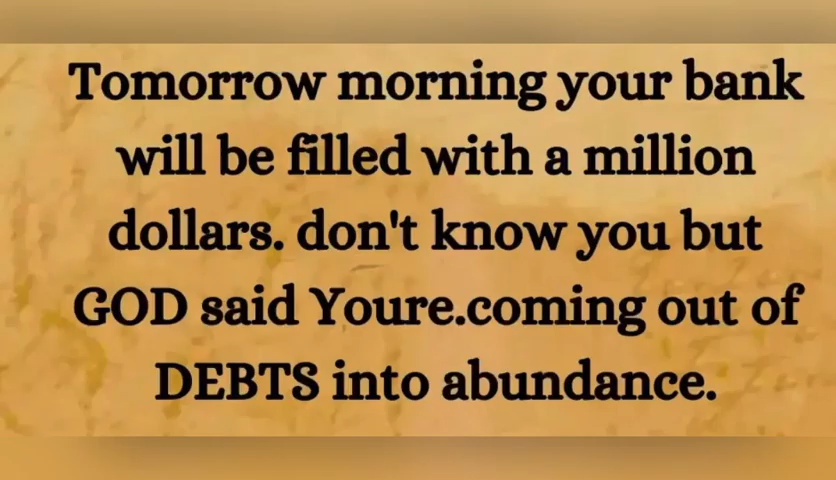 Tomorrow morning your bank
will be filled with a million
dollars. don't know you but
GOD said Youre.coming out of
DEBTS into abundance.